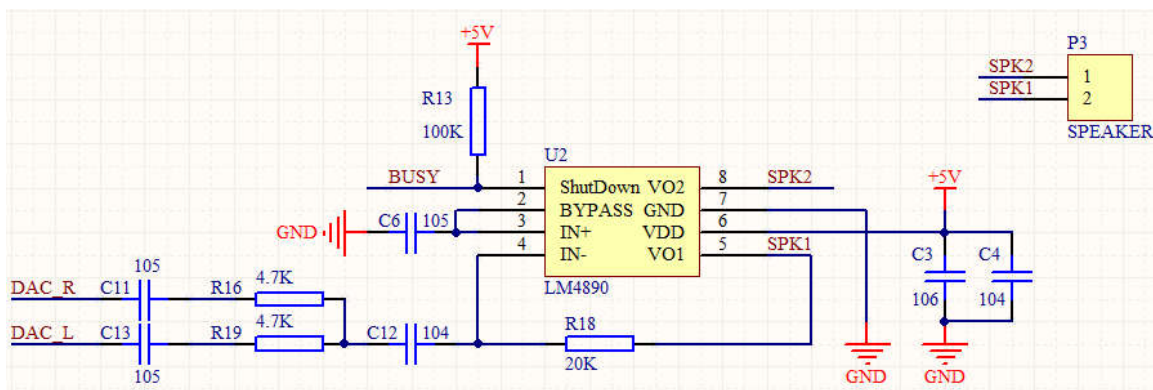 +5V
P3
SPK2
1
SPK1
2
SPEAKER
R13
100K
U2
BUSY
1
ShutDown
VO2
8
SPK2
+5V
2
BYPASS
GND
7
GND
C6
105
3
IN+
VDD
6
4
IN-
VO1
5
SPK1
C3
C4
LM4890
106
104
105
DAC_R
C11
R16
4.7K
DAC_L
C13
R19
4.7K
C12
104
R18
20K
105
GND
GND